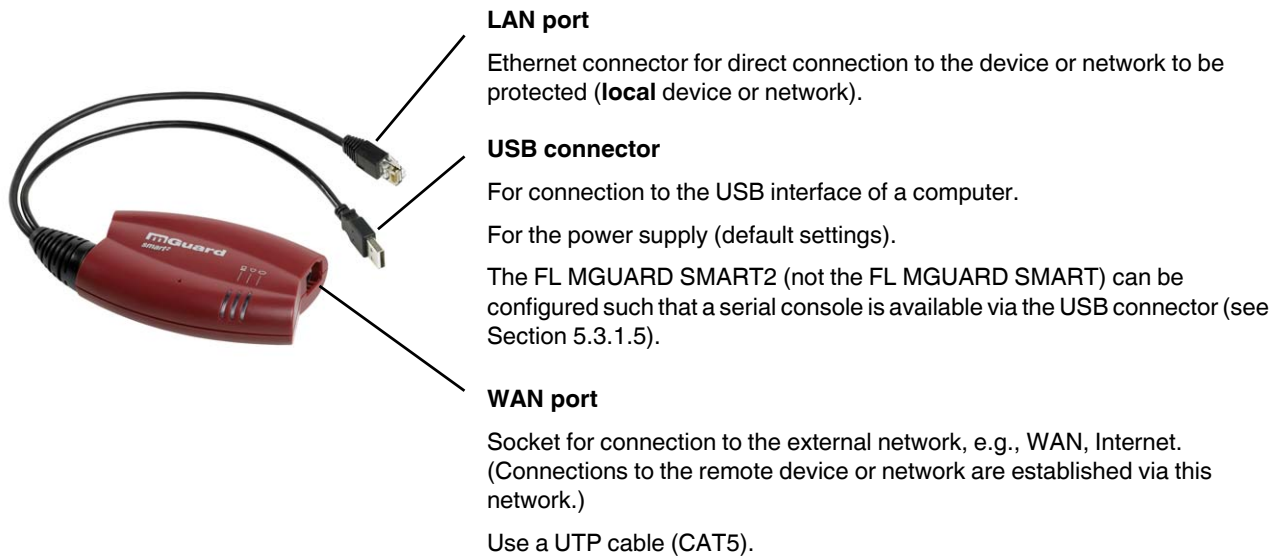 LAN port
Ethernet connector for direct connection to the device or network to be
protected (local device or network).
USB connector
For connection to the USB interface of a computer.
For the power supply (default settings).
The FL MGUARD SMART2 (not the FL MGUARD SMART) can be
configured such that a serial console is available via the USB connector (see
Section 5.3.1.5).
mGuard
smart²
WAN port
Socket for connection to the external network, e.g., WAN, Internet.
(Connections to the remote device or network are established via this
network.)
Use a UTP cable (CAT5).